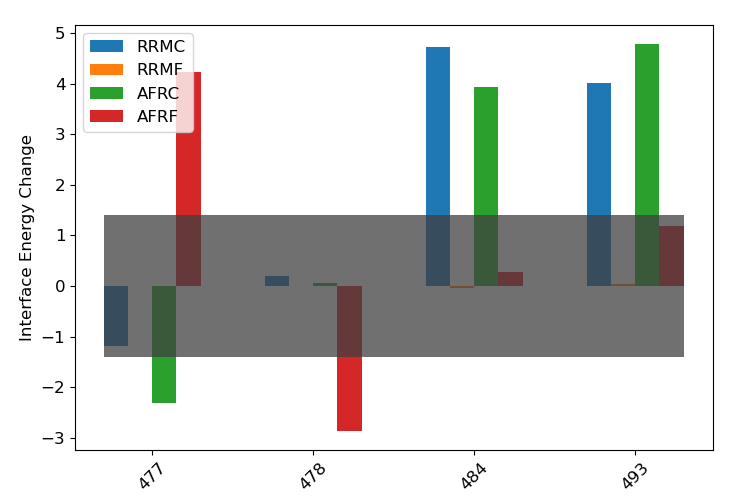 RRMC
RRMF
AFRC
AFRF
Interface Energy Change
5
4
3
2
1
0
−1
−2
−3
477
478
484
493